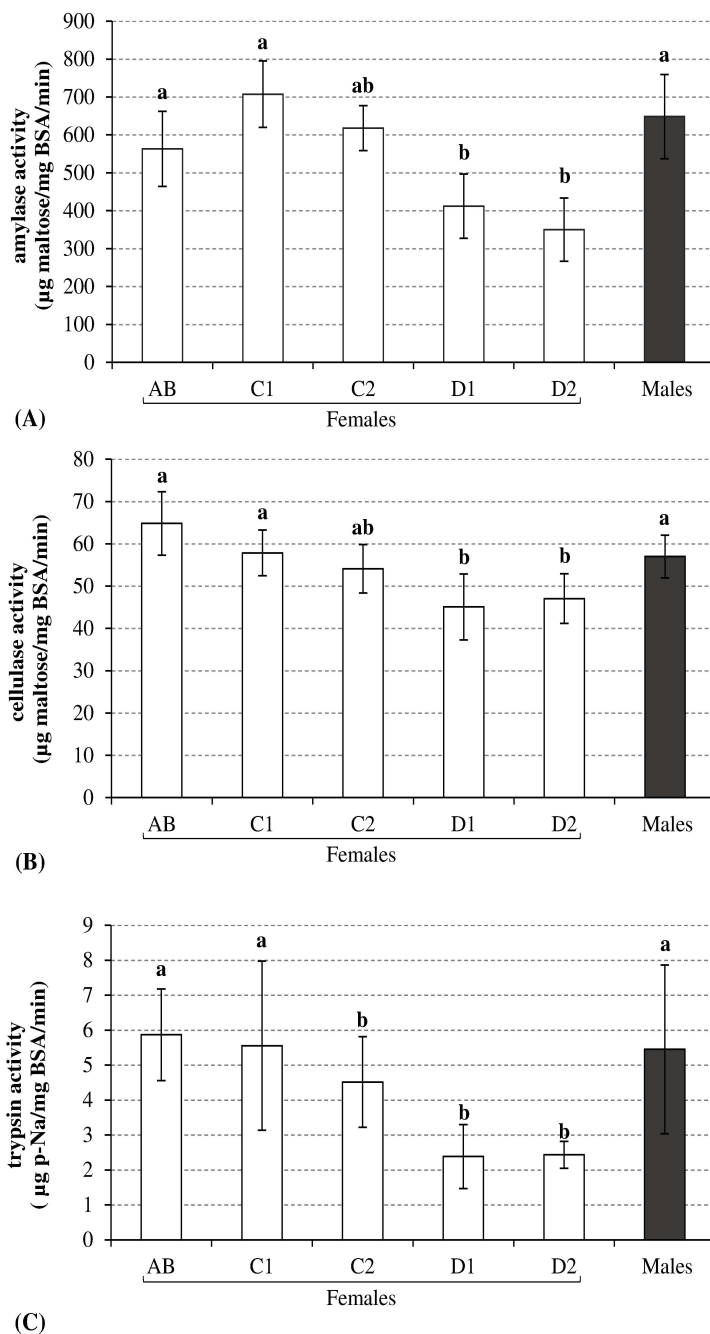 900
800
700
600
500
400
300
200
100
0
amylase activity
(µg maltose/mg BSA/min)
a
a
ab
b
b
a
AB C1 C2 D1 D2 Males
Females
(A)
80
70
60
50
40
30
20
10
0
cellulase activity
(µg maltose/mg BSA/min)
a
a
ab
b
b
a
AB C1 C2 D1 D2 Males
Females
(B)
9
8
7
6
5
4
3
2
1
0
trypsin activity
( µg p-Na/mg BSA/min)
a
a
b
b
b
a
AB C1 C2 D1 D2 Males
Females
(C)